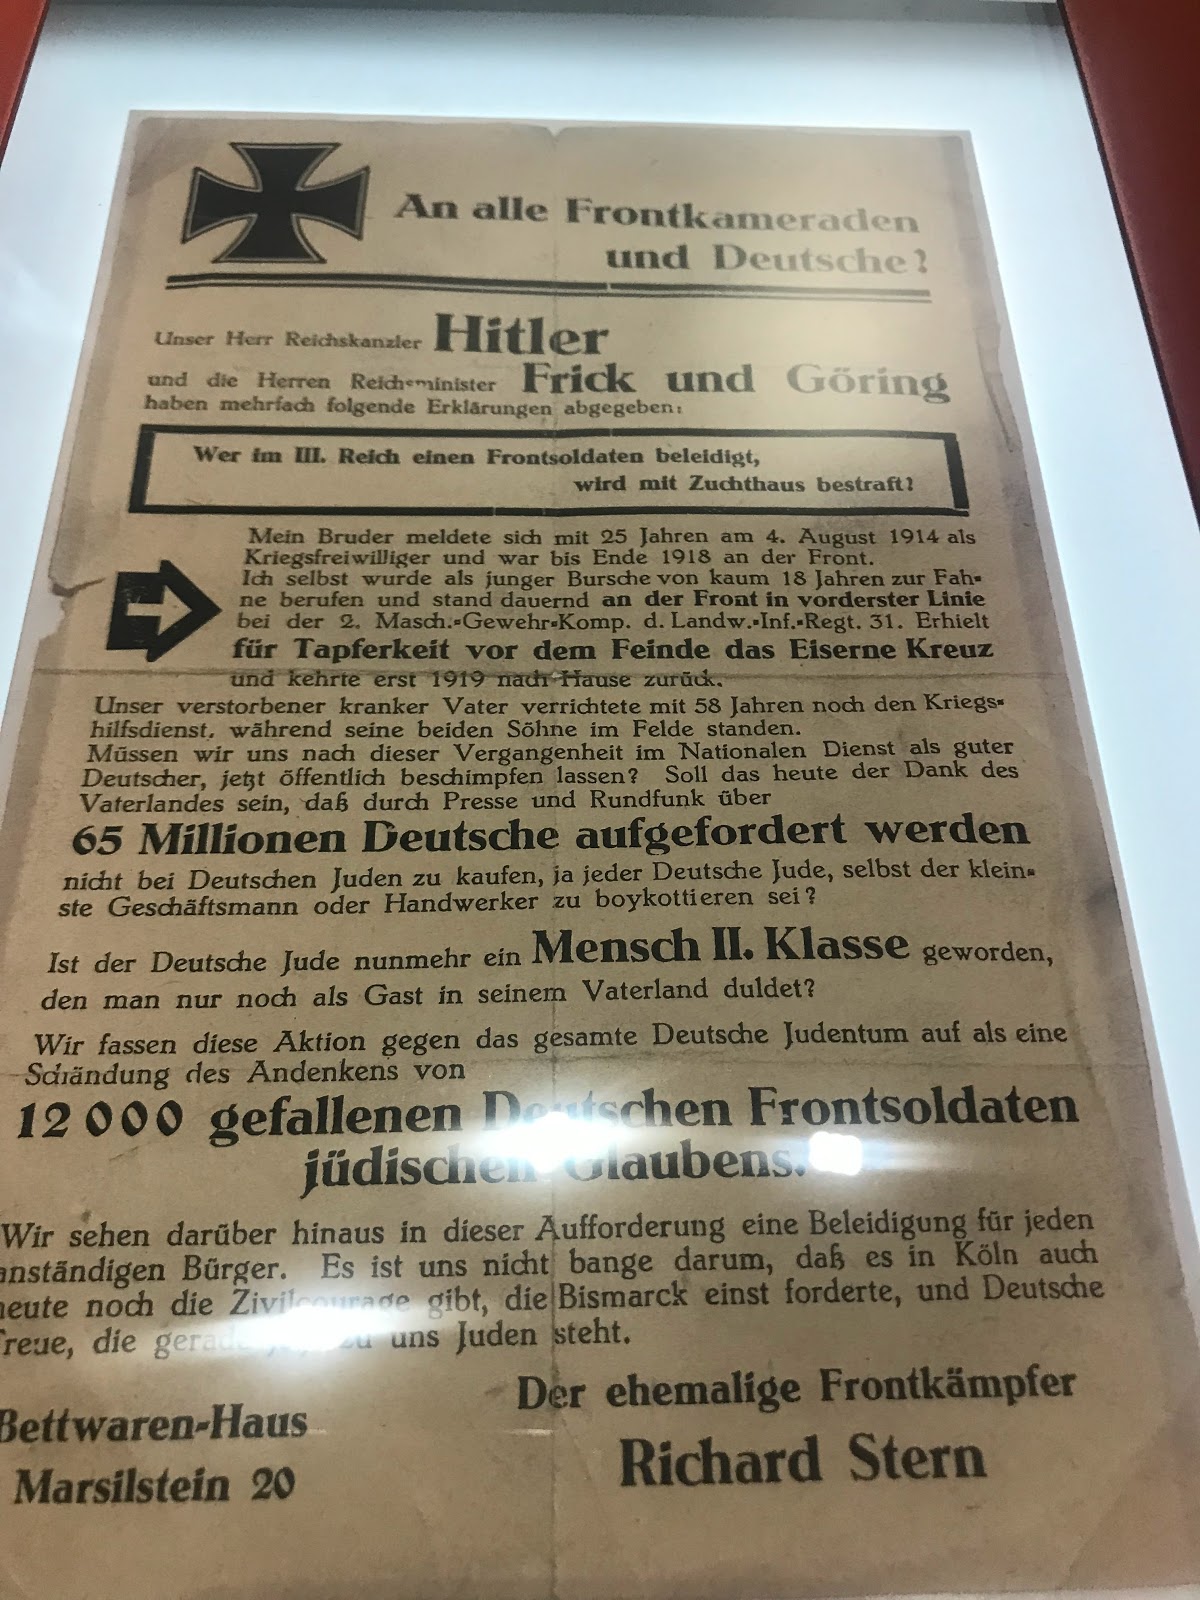 An alle Frontkameraden
und Deutsche!
Unser Herr Reichskanzler Hitler
und die Herren Reichsminister Frick und Göring
haben mehrfach folgende Erklärungen abgegeben:
Wer im III. Reich einen Frontsoldaten beleidigt,
wird mit Zuchthaus bestraft!
Mein Bruder meldete sich mit 25 Jahren am 4. August 1914 als
Kriegsfreiwilliger und war bis Ende 1918 an der Front.
Ich selbst wurde als junger Bursche von kaum 18 Jahren zur Fah-
ne berufen und stand dauernd an der Front in vorderster Linie
bei der 2. Masch.-Gewehr-Komp. d. Landw.-Inf.-Regt. 31. Erhielt
für Tapferkeit vor dem Feinde das Eiserne Kreuz
und kehrte erst 1919 nach Hause zurück.
Unser verstorbener kranker Vater verrichtete mit 58 Jahren noch den Kriegs-
hilfsdienst, während seine beiden Söhne im Felde standen.
Müssen wir uns nach dieser Vergangenheit im Nationalen Dienst als guter
Deutscher, jetzt öffentlich beschimpfen lassen? Soll das heute der Dank des
Vaterlandes sein, daß durch Presse und Rundfunk über
65 Millionen Deutsche aufgefordert werden
nicht bei Deutschen Juden zu kaufen, ja jeder Deutsche Jude, selbst der klein-
ste Geschäftsmann oder Handwerker zu boykottieren sei?
Ist der Deutsche Jude nunmehr ein Mensch II. Klasse geworden,
den man nur noch als Gast in seinem Vaterland duldet?
Wir fassen diese Aktion gegen das gesamte Deutsche Judentum auf als eine
Schändung des Andenkens von
12000 gefallenen Deutschen Frontsoldaten
jüdischen Glaubens.
Wir sehen darüber hinaus in dieser Aufforderung eine Beleidigung für jeden
anständigen Bürger. Es ist uns nicht bange darum, daß es in Köln auch
heute noch die Zivilcourage gibt, die Bismarck einst forderte, und Deutsche
Treue, die zu uns Juden steht.
Bettwaren-Haus
Marsilstein 20
Der ehemalige Frontkämpfer
Richard Stern